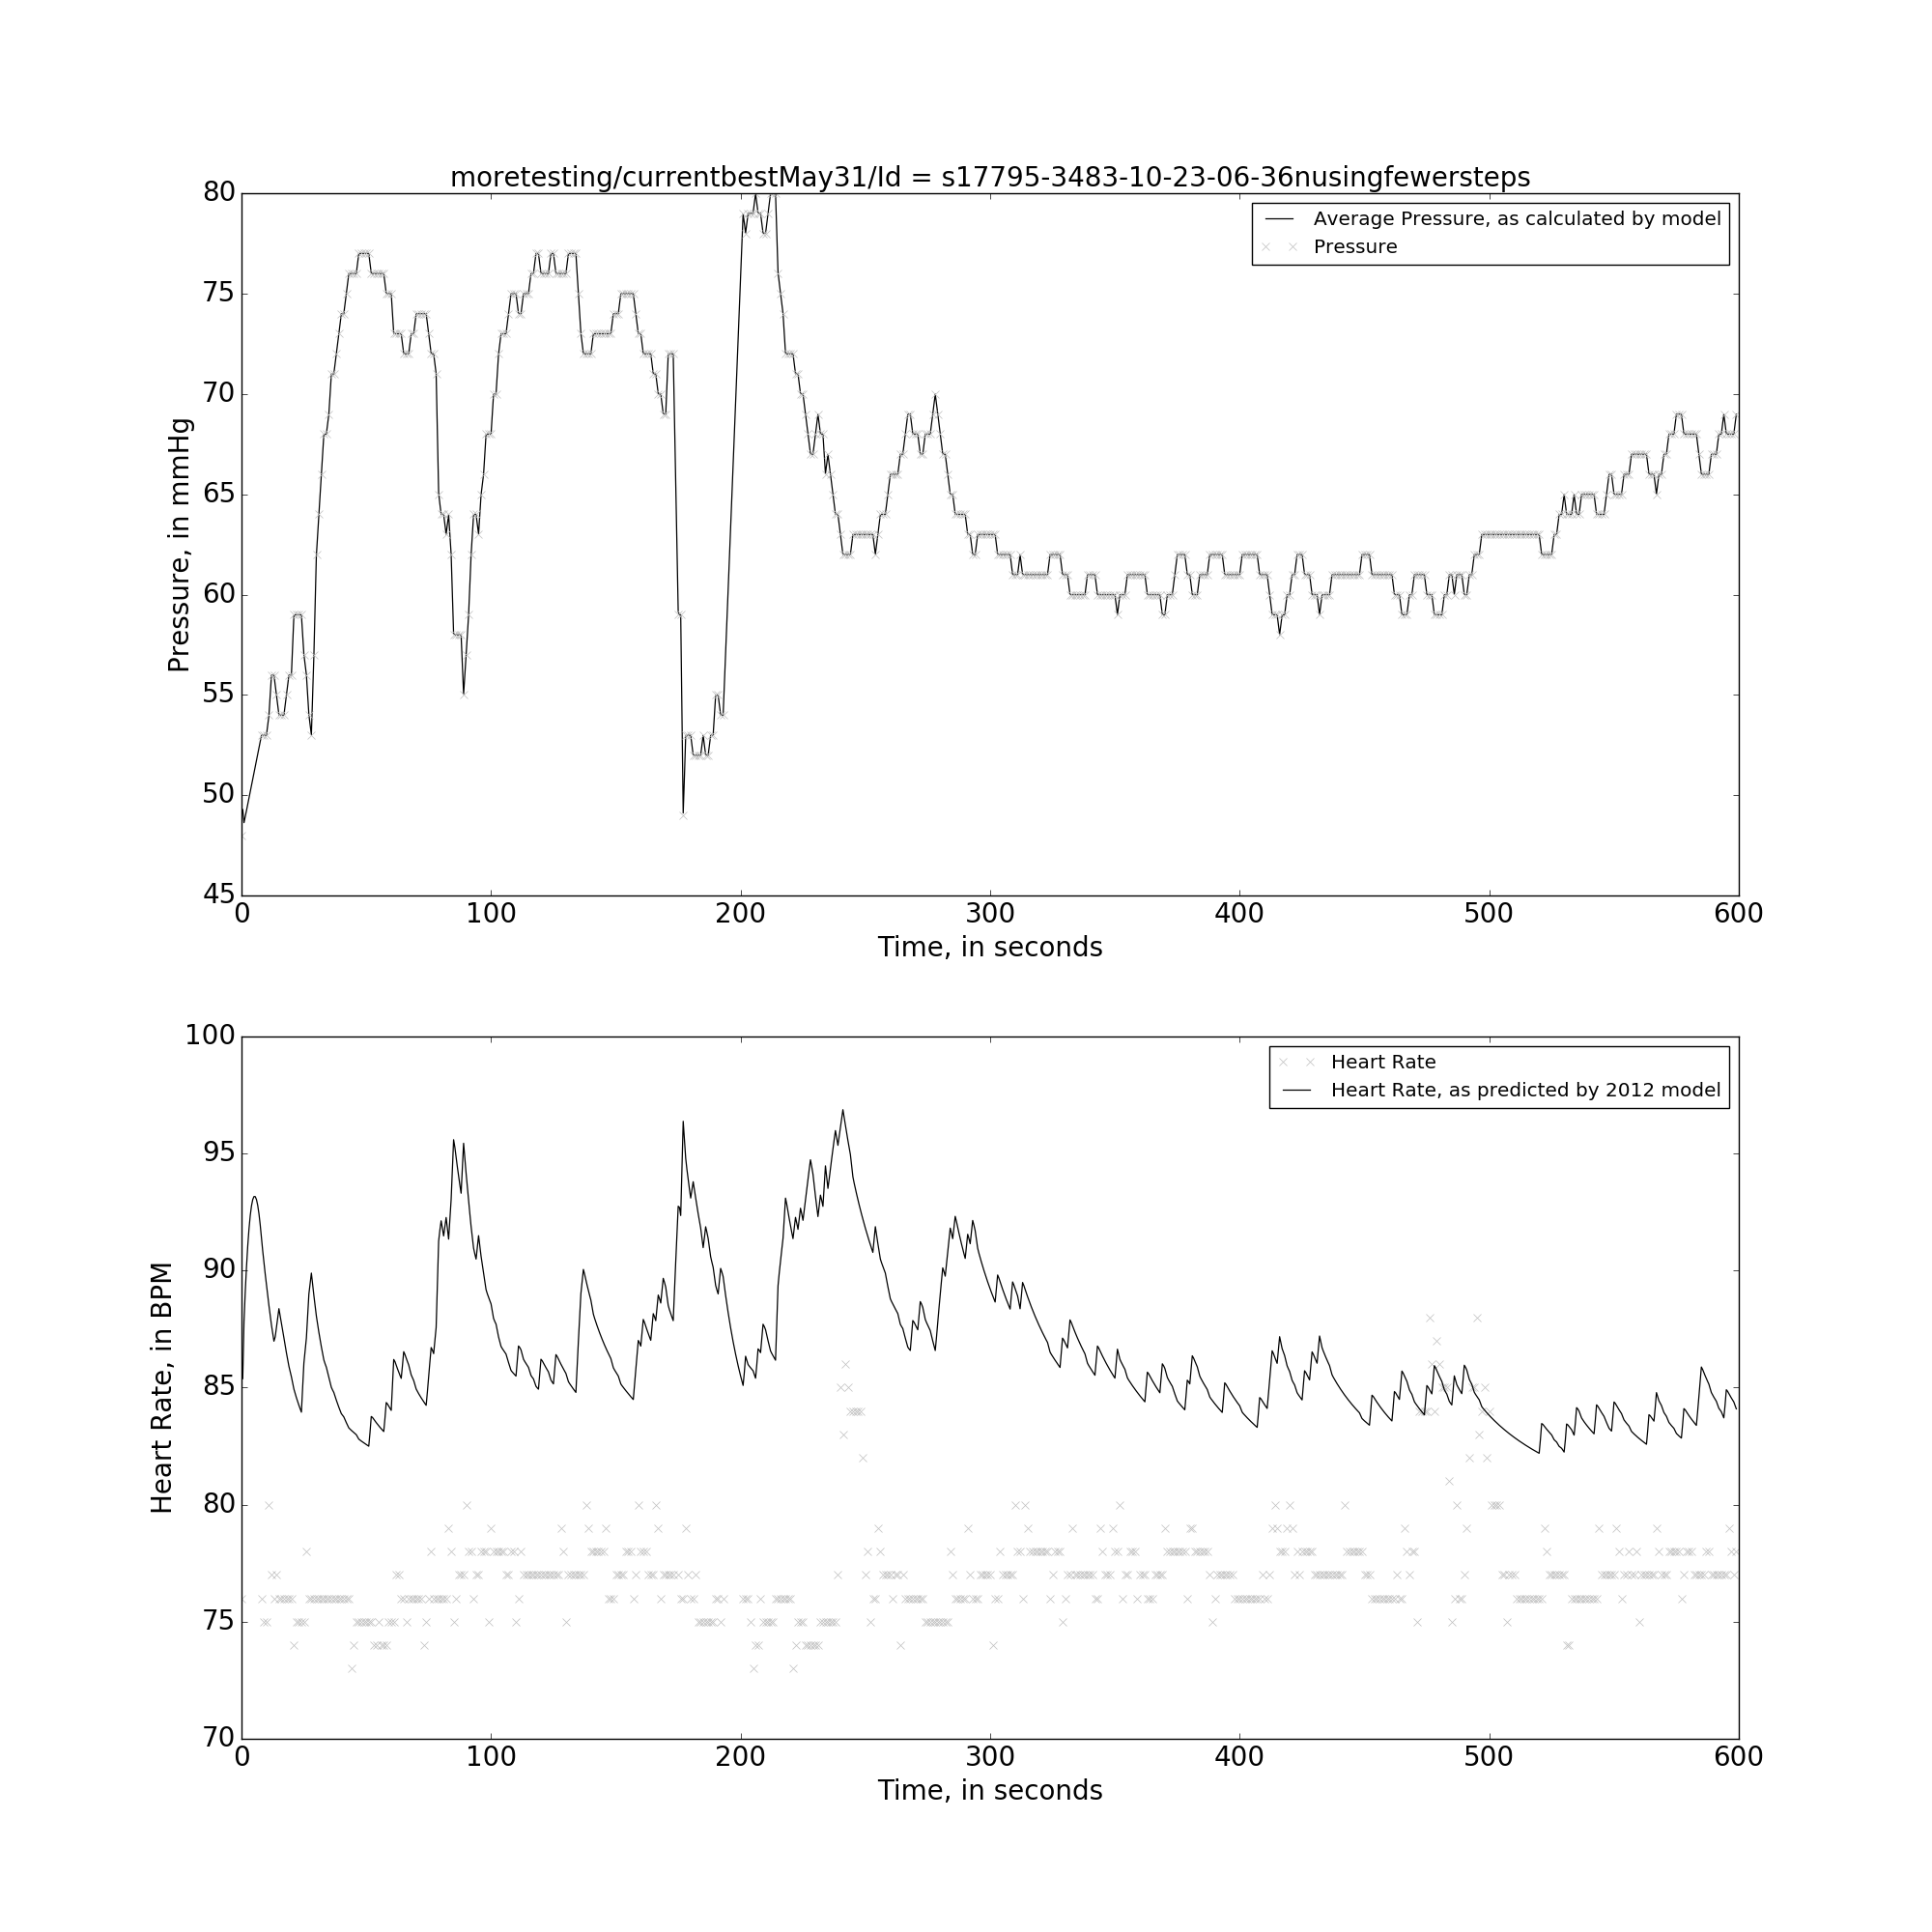 moretesting/currentbestMay31/Id = s17795-3483-10-23-06-36nusingfewersteps
80
75
70
65
60
55
50
45
Pressure, in mmHg
Average Pressure, as calculated by model
Pressure
0 100 200 300 400 500 600
Time, in seconds
100
95
90
85
80
75
70
Heart Rate, in BPM
Heart Rate
Heart Rate, as predicted by 2012 model
0 100 200 300 400 500 600
Time, in seconds